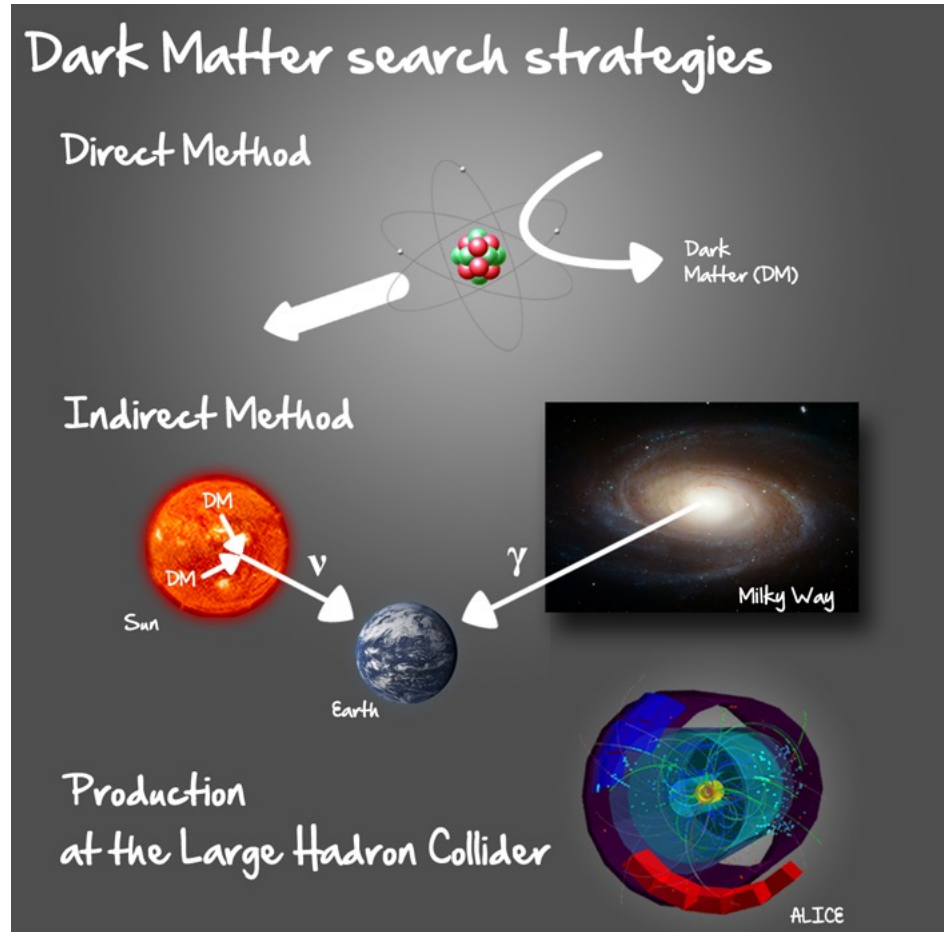 Dark Matter search strategies
Direct Method
Dark
Matter (DM)
Indirect Method
DM
DM
ν
γ
Sun
Milky Way
Earth
Production
at the Large Hadron Collider
ALICE